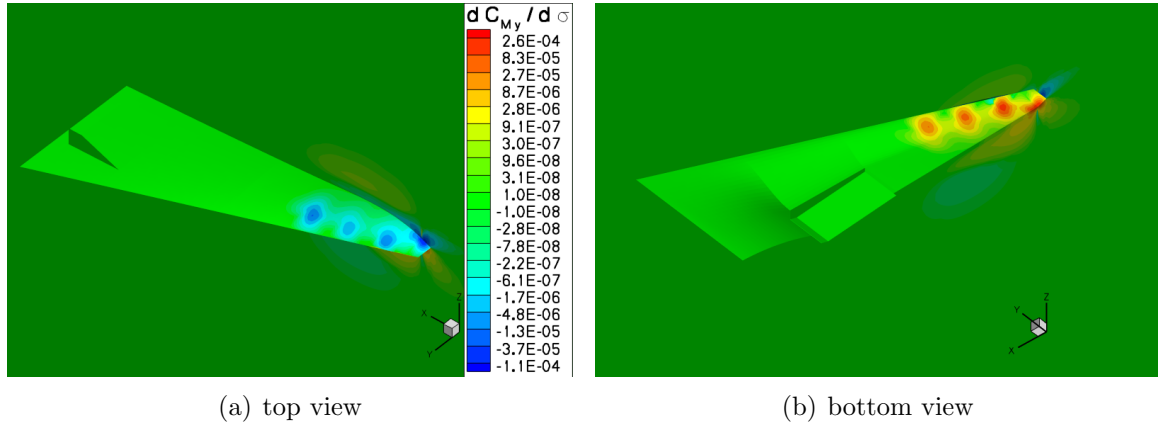 d C_My / d σ
2.6E-04
8.3E-05
2.7E-05
8.7E-06
2.8E-06
9.1E-07
3.0E-07
9.6E-08
3.1E-08
1.0E-08
-1.0E-08
-2.8E-08
-7.8E-08
-2.2E-07
-6.1E-07
-1.7E-06
-4.8E-06
-1.3E-05
-3.7E-05
-1.1E-04
X
Y
Z
Y
Z
X
(a) top view
(b) bottom view